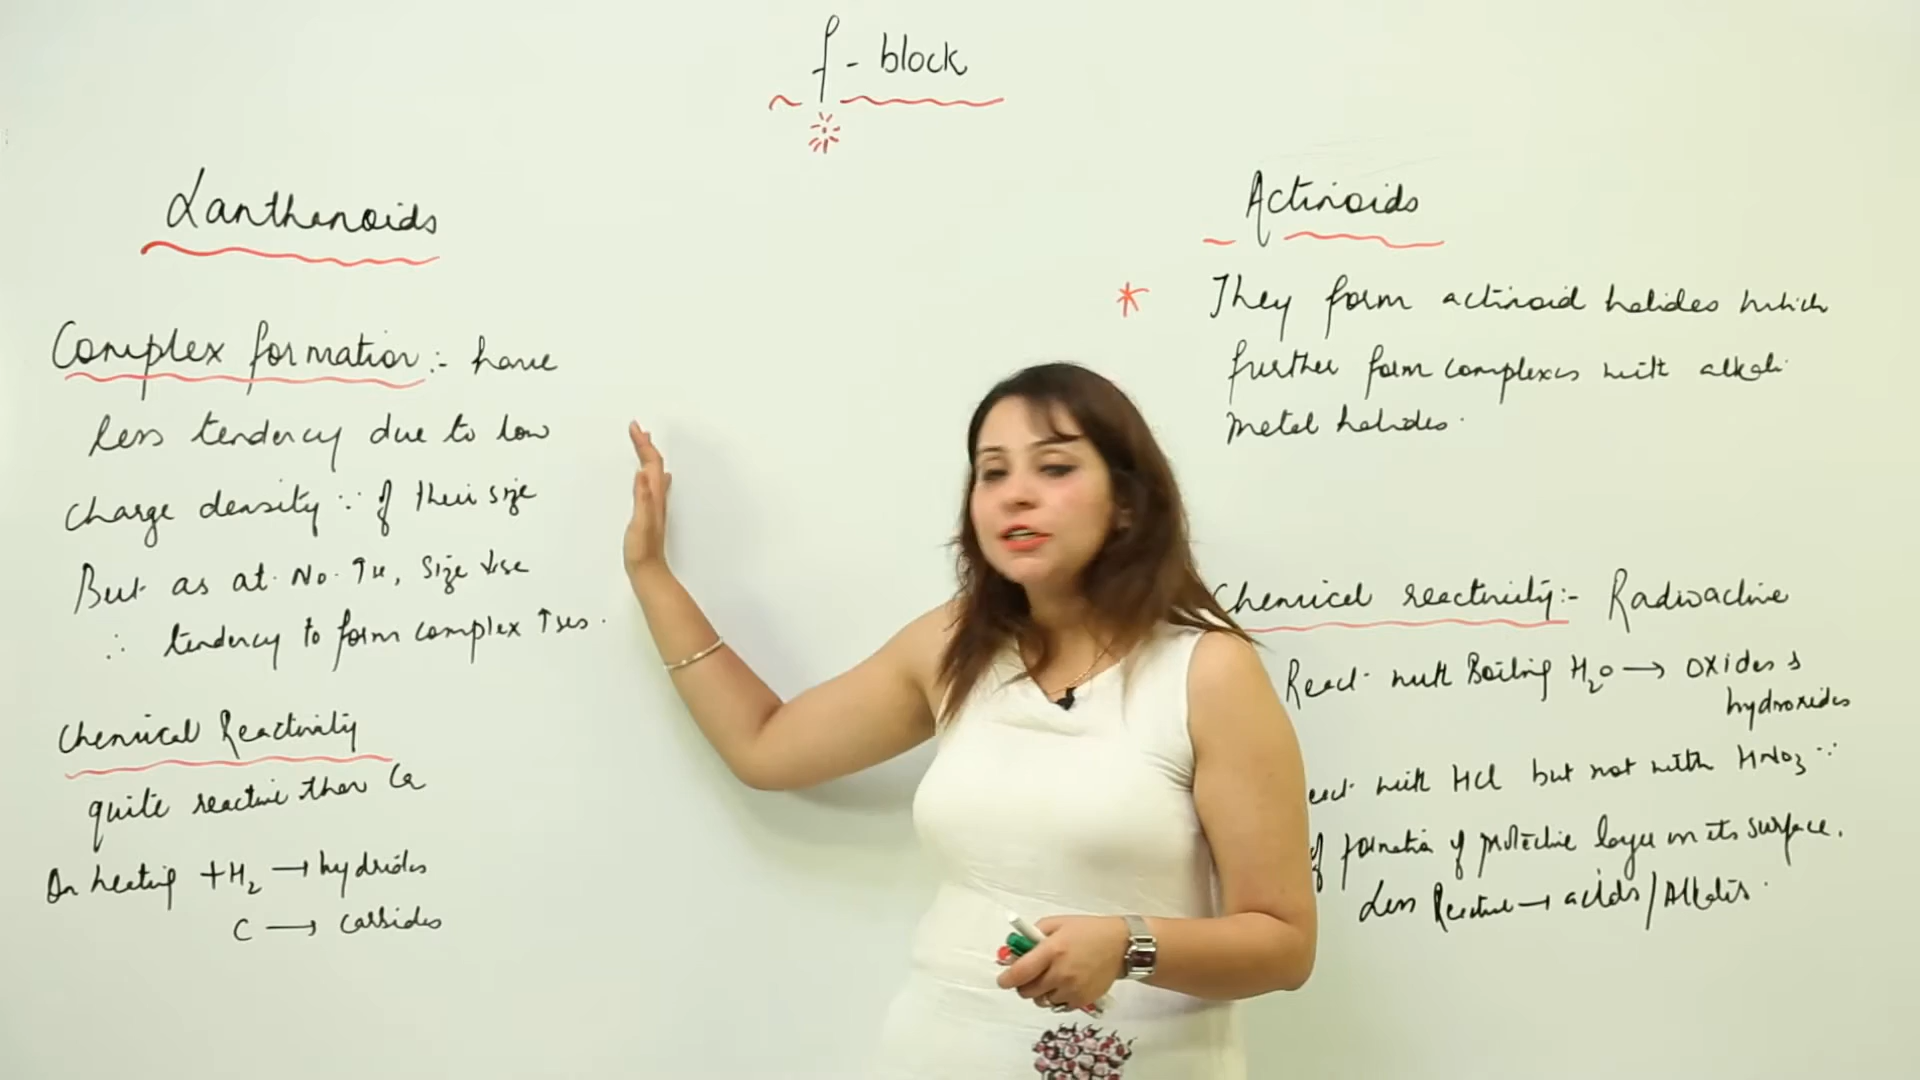 f - block
Lanthanoids
Complex formation :- have
less tendency due to low
charge density ∵ of their size
But as at. No. ↑se, size ↓se
∴ tendency to form complex ↑ses.
Chemical Reactivity
quite reactive than Ca
On heating + H2 → hydrides
C → carbides
Actinoids
* They form actinoid halides which
further form complexes with alkali
metal halides.
Chemical reactivity :- Radioactive
React with Boiling H2O → oxides &
hydroxides
eact with HCl but not with HNO3 ∵
of formation of protective layer on its surface.
Less Reactive → acids / Alkalis.